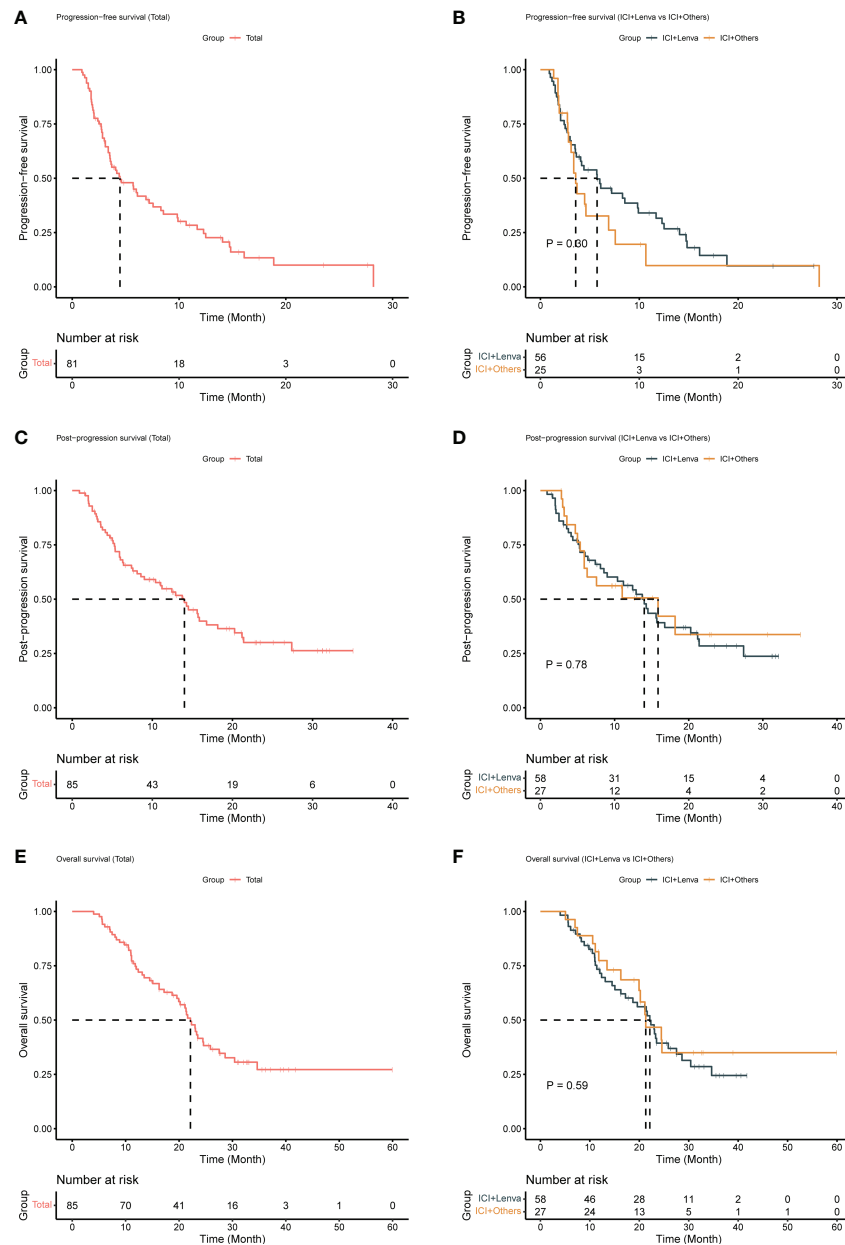 A
Progression-free survival (Total)
Group Total
1.00
0.75
0.50
0.25
0.00
Progression-free survival
0 10 20 30
Time (Month)
Number at risk
Group
Total 81 18 3 0
0 10 20 30
Time (Month)
B
Progression-free survival (ICI+Lenva vs ICI+Others)
Group ICI+Lenva ICI+Others
1.00
0.75
0.50
0.25
0.00
Progression-free survival
P = 0.30
0 10 20 30
Time (Month)
Number at risk
Group
ICI+Lenva 56 15 2 0
ICI+Others 25 3 1 0
0 10 20 30
Time (Month)
C
Post-progression survival (Total)
Group Total
1.00
0.75
0.50
0.25
0.00
Post-progression survival
0 10 20 30 40
Time (Month)
Number at risk
Group
Total 85 43 19 6 0
0 10 20 30 40
Time (Month)
D
Post-progression survival (ICI+Lenva vs ICI+Others)
Group ICI+Lenva ICI+Others
1.00
0.75
0.50
0.25
0.00
Post-progression survival
P = 0.78
0 10 20 30 40
Time (Month)
Number at risk
Group
ICI+Lenva 58 31 15 4 0
ICI+Others 27 12 4 2 0
0 10 20 30 40
Time (Month)
E
Overall survival (Total)
Group Total
1.00
0.75
0.50
0.25
0.00
Overall survival
0 10 20 30 40 50 60
Time (Month)
Number at risk
Group
Total 85 70 41 16 3 1 0
0 10 20 30 40 50 60
Time (Month)
F
Overall survival (ICI+Lenva vs ICI+Others)
Group ICI+Lenva ICI+Others
1.00
0.75
0.50
0.25
0.00
Overall survival
P = 0.59
0 10 20 30 40 50 60
Time (Month)
Number at risk
Group
ICI+Lenva 58 46 28 11 2 0 0
ICI+Others 27 24 13 5 1 1 0
0 10 20 30 40 50 60
Time (Month)